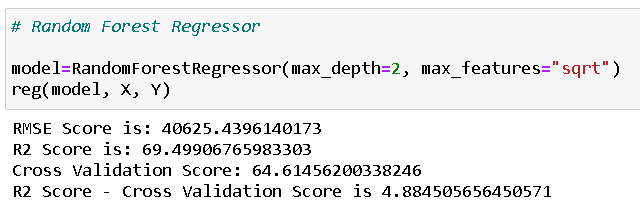 # Random Forest Regressor
model=RandomForestRegressor(max_depth=2, max_features="sqrt")
reg(model, X, Y)
RMSE Score is: 40625.4396140173
R2 Score is: 69.49906765983303
Cross Validation Score: 64.61456200338246
R2 Score - Cross Validation Score is 4.884505656450571